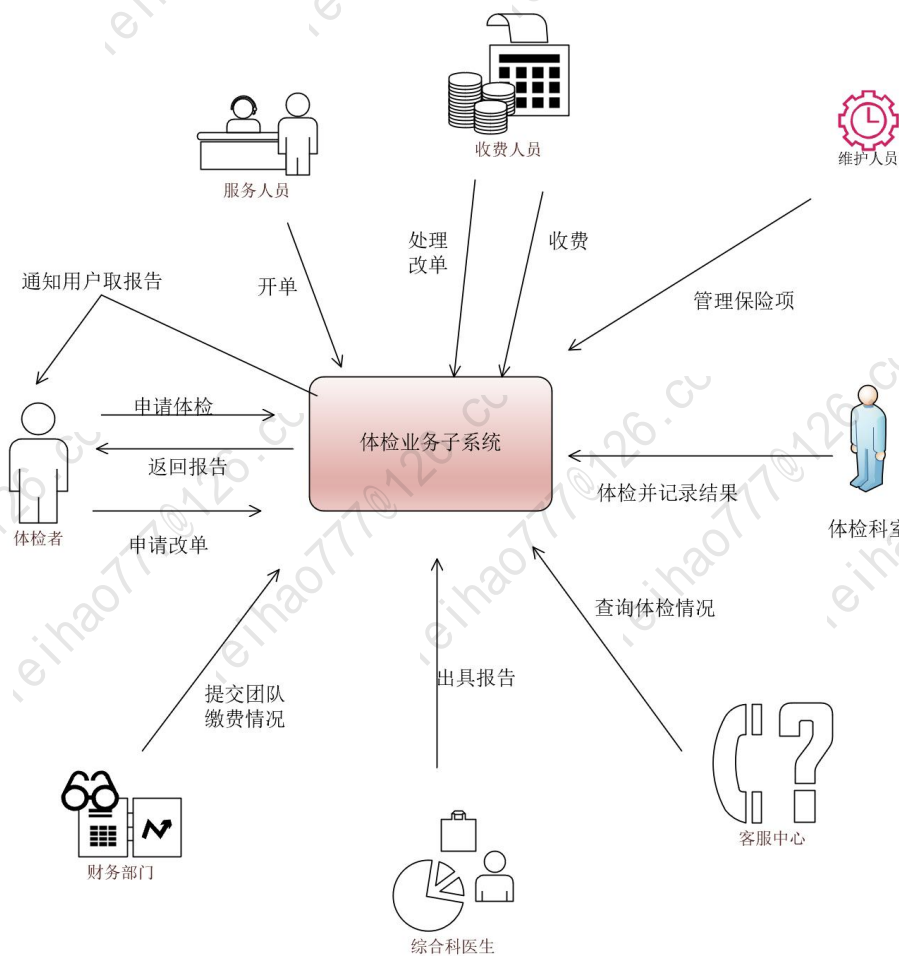 收费人员
维护人员
服务人员
处理
改单
收费
通知用户取报告
开单
管理保险项
申请体检
体检业务子系统
返回报告
体检并记录结果
体检者
申请改单
体检科室
查询体检情况
出具报告
提交团队
缴费情况
客服中心
财务部门
综合科医生